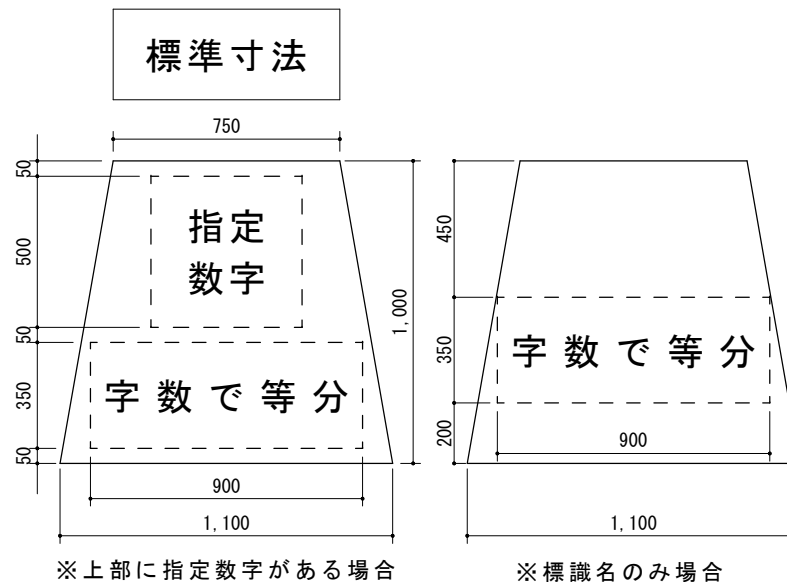 標準寸法
750
50
500
50
350
50
指定
数字
字数で等分
1,000
900
1,100
※上部に指定数字がある場合
450
350
200
字数で等分
900
1,100
※標識名のみ場合